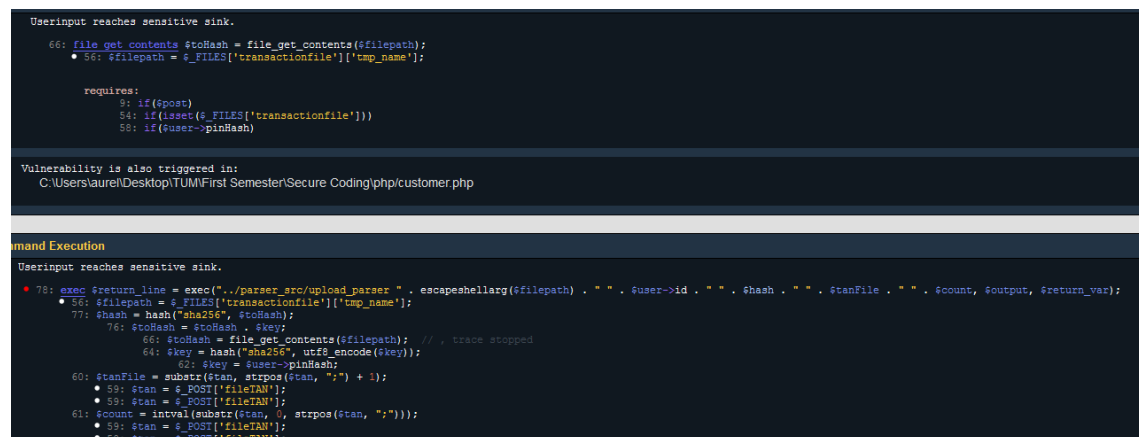 Userinput reaches sensitive sink.
66: file_get_contents $toHash = file_get_contents($filepath);
• 56: $filepath = $_FILES['transactionfile']['tmp_name'];
requires:
9: if($post)
54: if(isset($_FILES['transactionfile']))
58: if($user->pinHash)
Vulnerability is also triggered in:
C:\Users\aurel\Desktop\TUM\First Semester\Secure Coding\php/customer.php
mmand Execution
Userinput reaches sensitive sink.
• 78: exec $return_line = exec("../parser_src/upload_parser " . escapeshellarg($filepath) . " " . $user->id . " " . $hash . " " . $tanFile . " " . $count, $output, $return_var);
• 56: $filepath = $_FILES['transactionfile']['tmp_name'];
77: $hash = hash("sha256", $toHash);
76: $toHash = $toHash . $key;
66: $toHash = file_get_contents($filepath); // , trace stopped
64: $key = hash("sha256", utf8_encode($key));
62: $key = $user->pinHash;
60: $tanFile = substr($tan, strpos($tan, ";") + 1);
• 59: $tan = $_POST['fileTAN'];
• 59: $tan = $_POST['fileTAN'];
61: $count = intval(substr($tan, 0, strpos($tan, ";")));
• 59: $tan = $_POST['fileTAN'];
• 59: $tan = $_POST['fileTAN'];